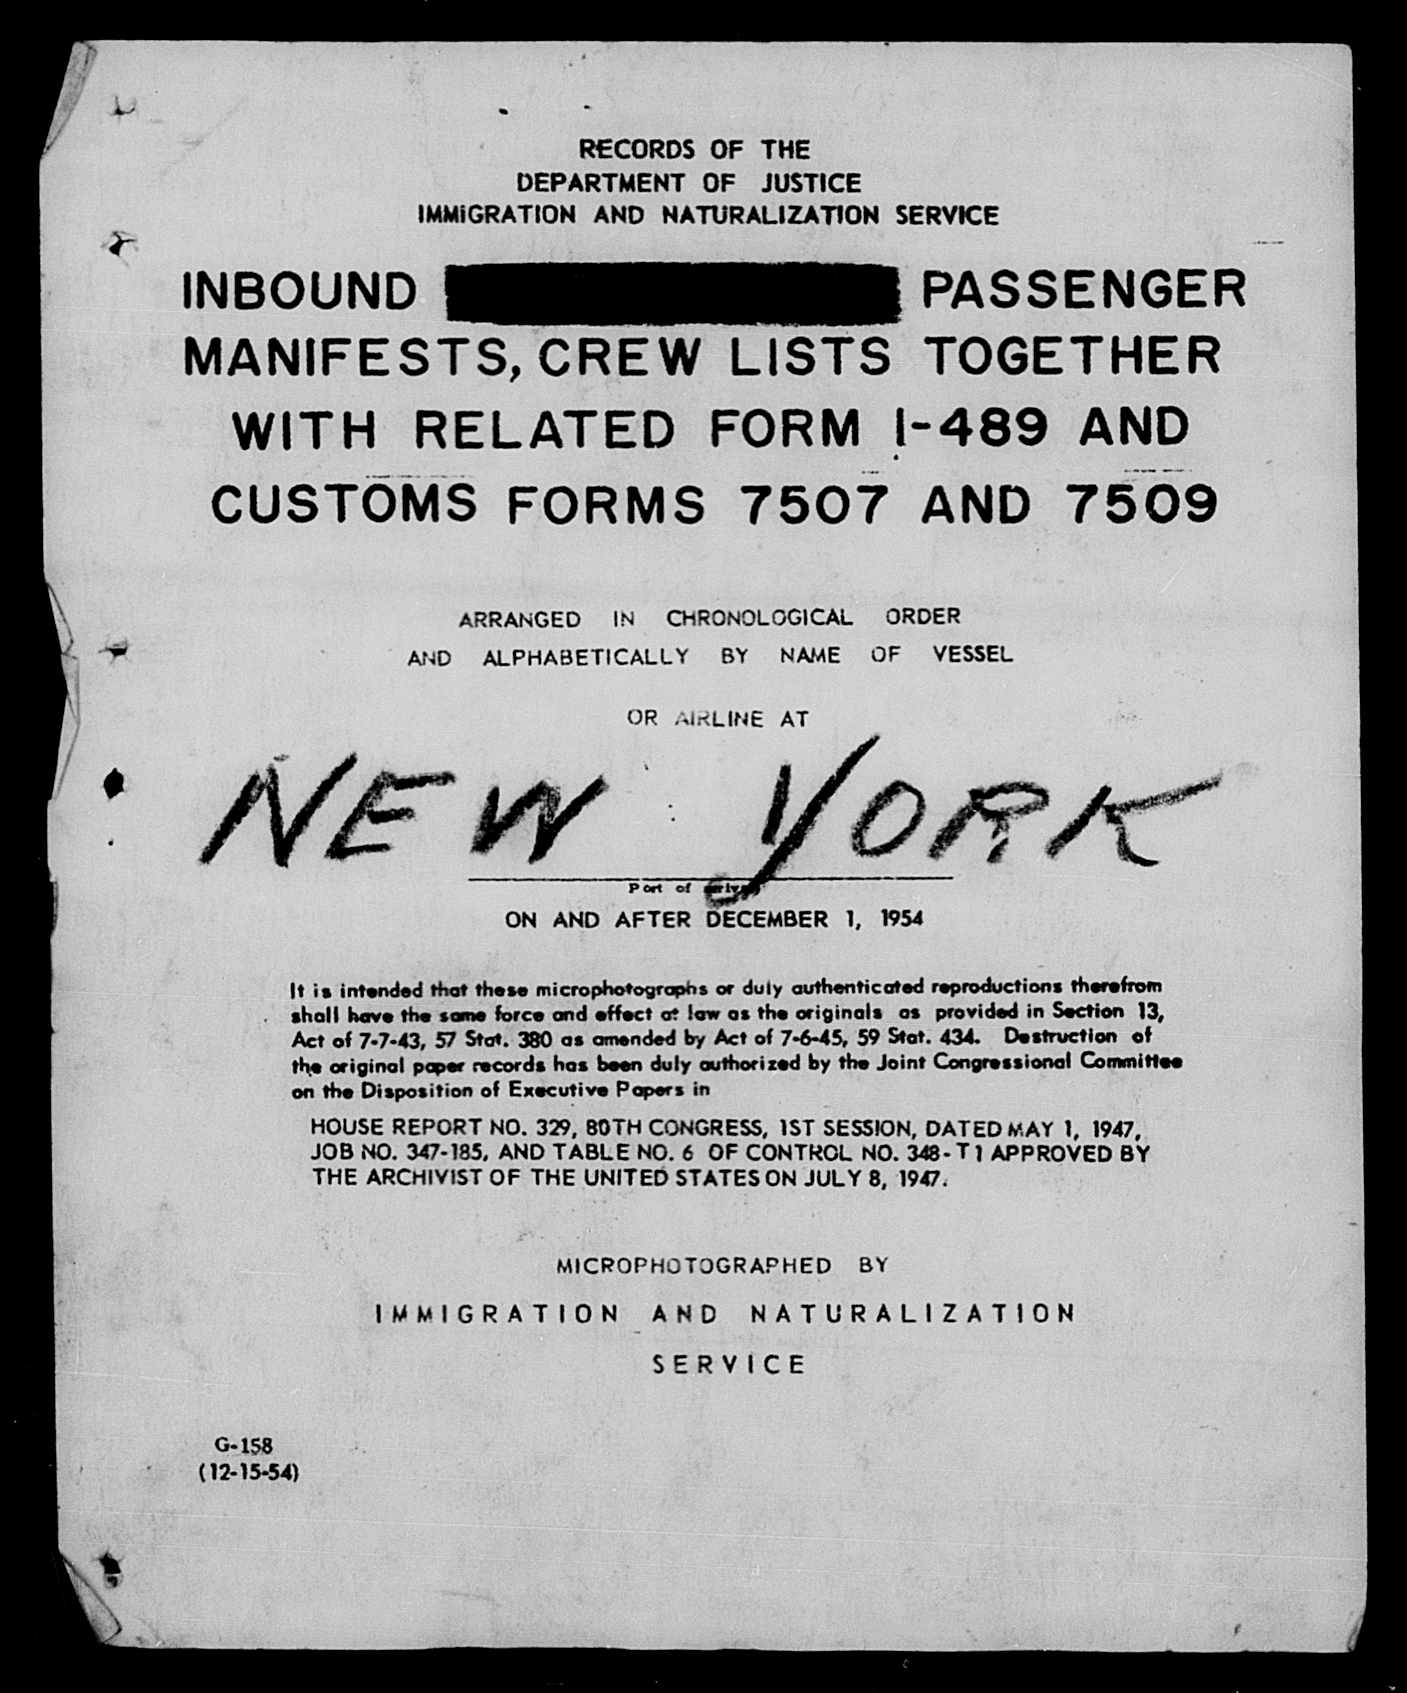 RECORDS OF THE
DEPARTMENT OF JUSTICE
IMMIGRATION AND NATURALIZATION SERVICE
INBOUND PASSENGER
MANIFESTS, CREW LISTS TOGETHER
WITH RELATED FORM I-489 AND
CUSTOMS FORMS 7507 AND 7509
ARRANGED IN CHRONOLOGICAL ORDER
AND ALPHABETICALLY BY NAME OF VESSEL
OR AIRLINE AT
NEW YORK
Port of arrival
ON AND AFTER DECEMBER 1, 1954
It is intended that these microphotographs or duly authenticated reproductions therefrom
shall have the same force and effect at law as the originals as provided in Section 13,
Act of 7-7-43, 57 Stat. 380 as amended by Act of 7-6-45, 59 Stat. 434. Destruction of
the original paper records has been duly authorized by the Joint Congressional Committee
on the Disposition of Executive Papers in
HOUSE REPORT NO. 329, 80TH CONGRESS, 1ST SESSION, DATED MAY 1, 1947,
JOB NO. 347-185, AND TABLE NO. 6 OF CONTROL NO. 348-T1 APPROVED BY
THE ARCHIVIST OF THE UNITED STATES ON JULY 8, 1947.
MICROPHOTOGRAPHED BY
IMMIGRATION AND NATURALIZATION
SERVICE
G-158
(12-15-54)